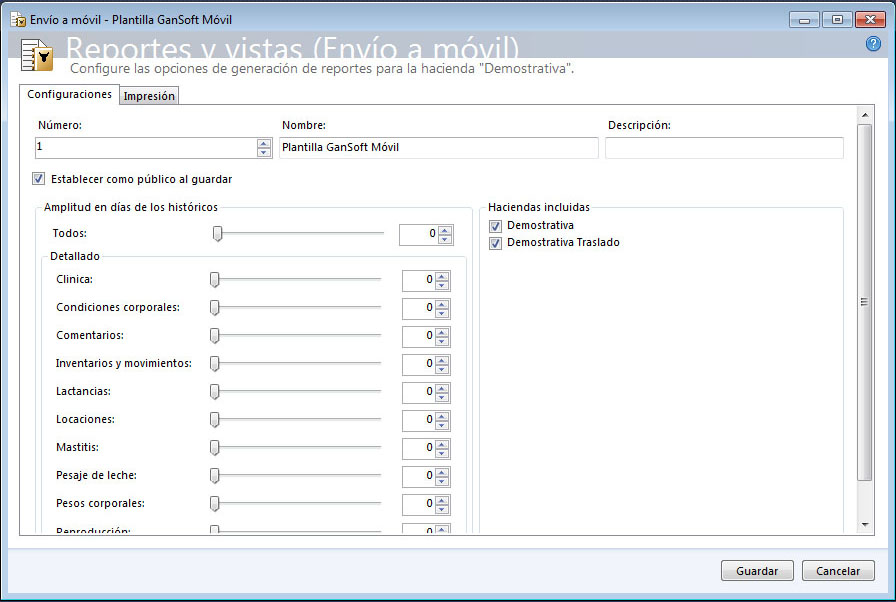 Envío a móvil - Plantilla GanSoft Móvil
Reportes y vistas (Envío a móvil)
Configure las opciones de generación de reportes para la hacienda "Demostrativa".
Configuraciones
Impresión
Número:
Nombre:
Descripción:
1
Plantilla GanSoft Móvil
Establecer como público al guardar
Amplitud en días de los históricos
Todos:
0
Detallado
Clinica:
0
Condiciones corporales:
0
Comentarios:
0
Inventarios y movimientos:
0
Lactancias:
0
Locaciones:
0
Mastitis:
0
Pesaje de leche:
0
Pesos corporales:
0
Reproducción:
0
Haciendas incluidas
Demostrativa
Demostrativa Traslado
Guardar
Cancelar